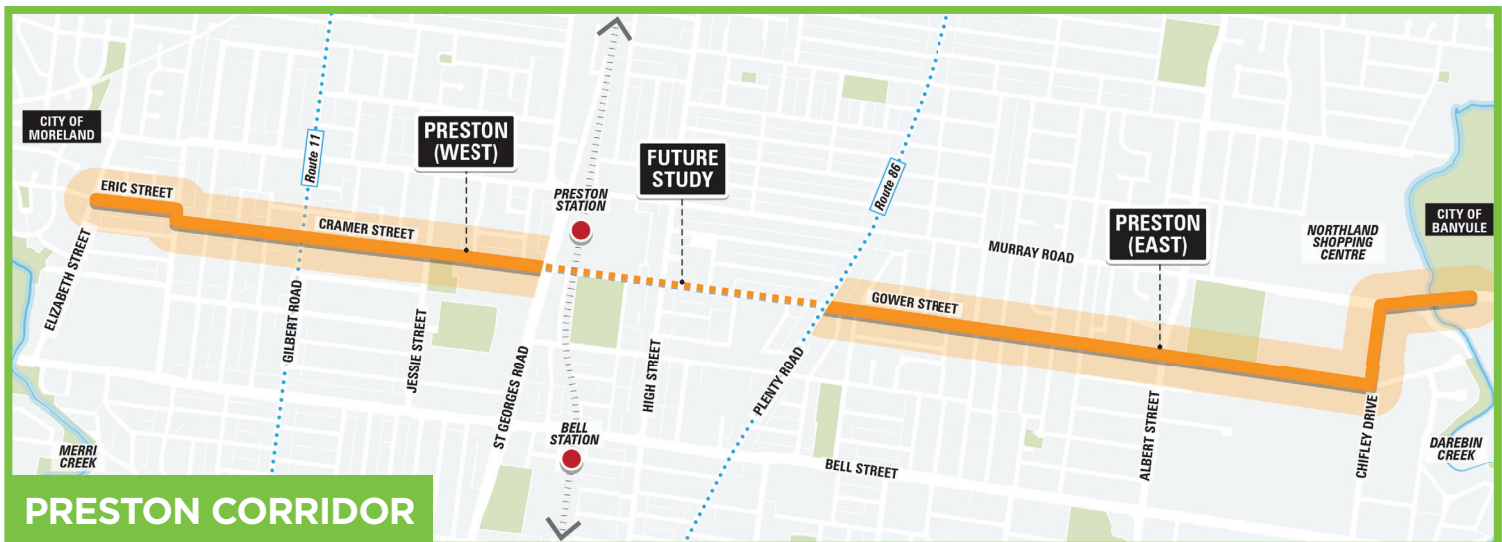 CITY OF
MORELAND
ERIC STREET
ELIZABETH STREET
MERRI
CREEK
Route 11
GILBERT ROAD
CRAMER STREET
PRESTON
(WEST)
JESSIE STREET
ST GEORGES ROAD
PRESTON
STATION
BELL
STATION
FUTURE
STUDY
HIGH STREET
PLENTY ROAD
Route 86
GOWER STREET
BELL STREET
MURRAY ROAD
PRESTON
(EAST)
ALBERT STREET
NORTHLAND
SHOPPING
CENTRE
CHIFLEY DRIVE
CITY OF
BANYULE
DAREBIN
CREEK
PRESTON CORRIDOR